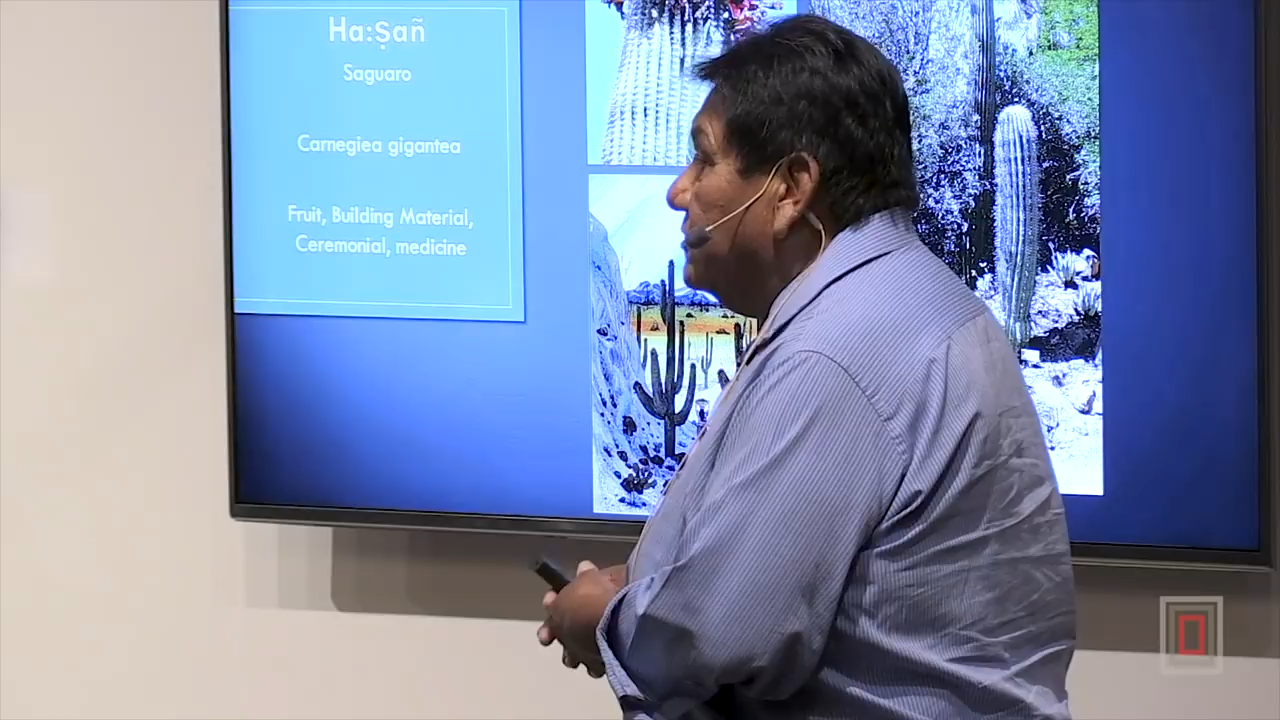 Ha:Ṣañ
Saguaro
Carnegiea gigantea
Fruit, Building Material,
Ceremonial, medicine